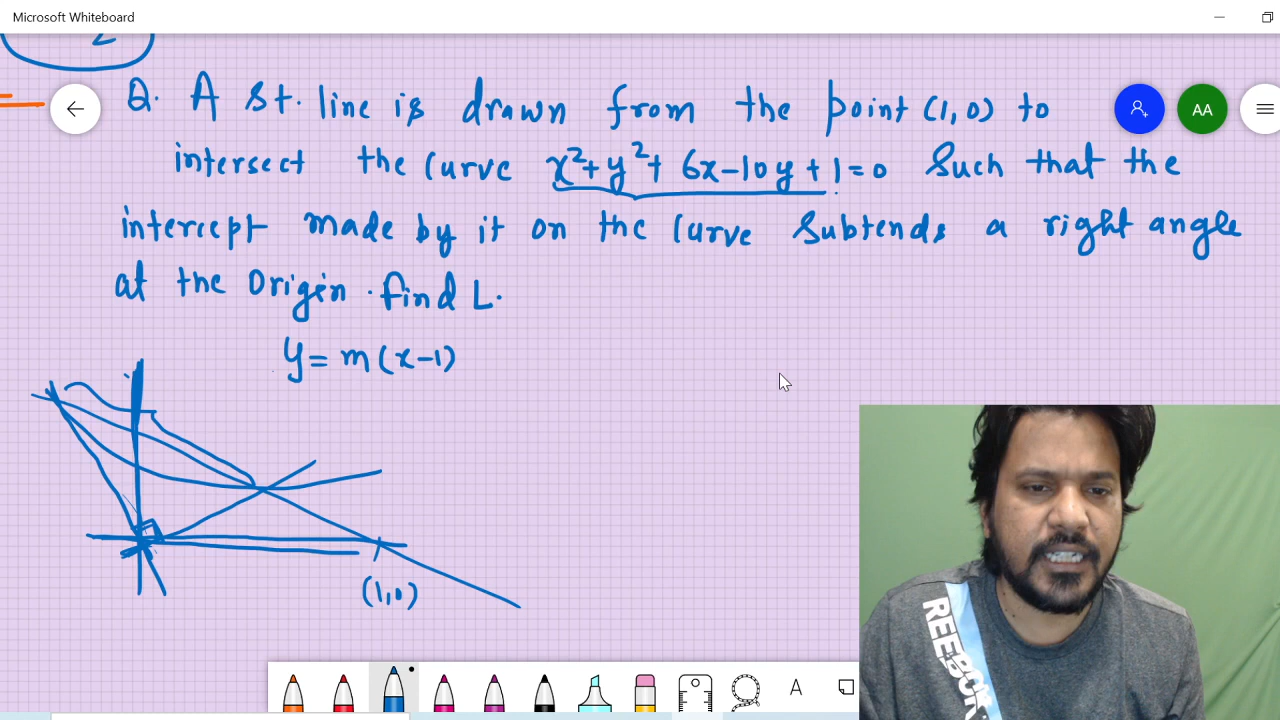 Microsoft Whiteboard
2
Q. A St. line is drawn from the point (1,0) to
AA
intersect the curve x²+y²+ 6x-10y+1=0 Such that the
intercept made by it on the curve Subtends a right angle
at the Origin. find L.
y = m(x-1)
(1,0)
REEBOK
A